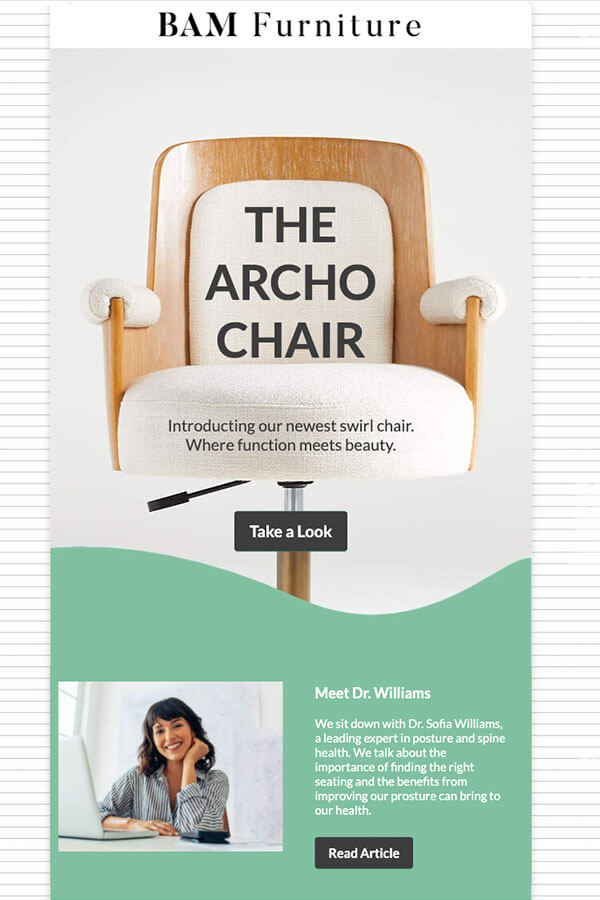 BAM Furniture
THE
ARCHO
CHAIR
Introducting our newest swirl chair.
Where function meets beauty.
Take a Look
Meet Dr. Williams
We sit down with Dr. Sofia Williams,
a leading expert in posture and spine
health. We talk about the
importance of finding the right
seating and the benefits from
improving our prosture can bring to
our health.
Read Article